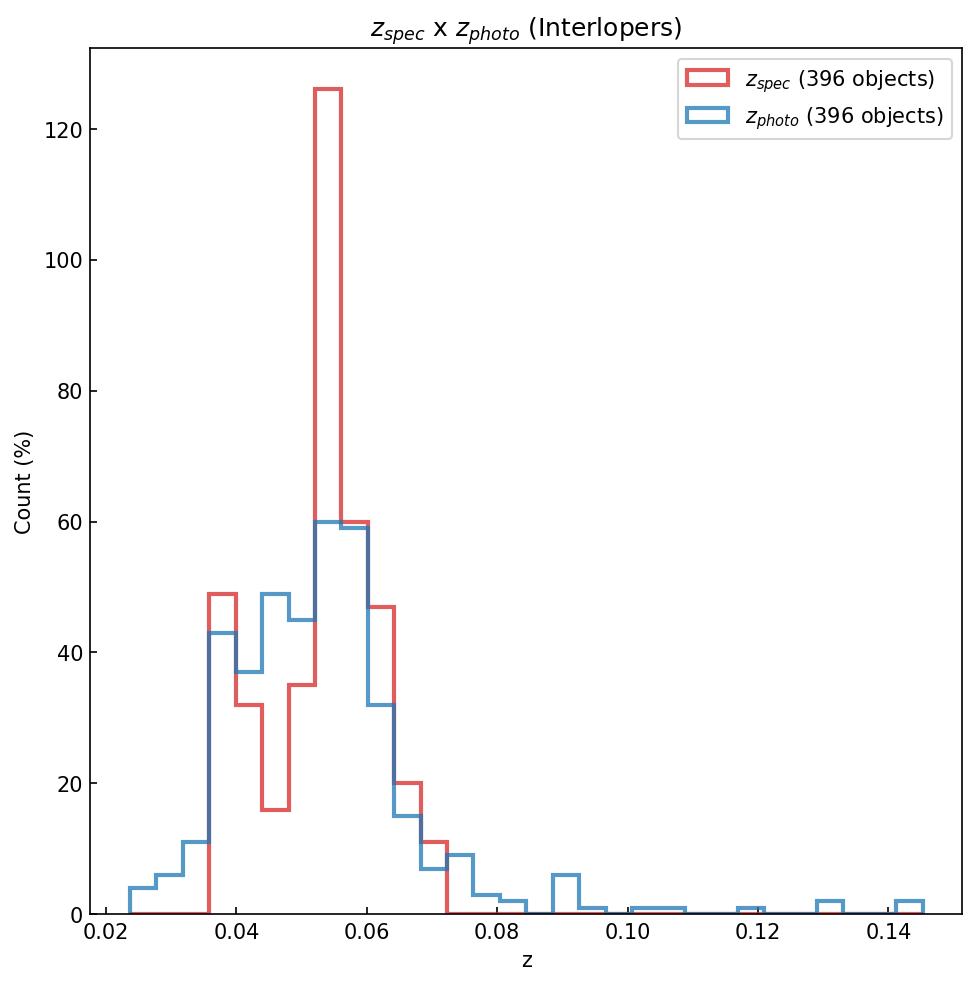 z_spec x z_photo (Interlopers)
z_spec (396 objects)
z_photo (396 objects)
Count (%)
120
100
80
60
40
20
0
0.02 0.04 0.06 0.08 0.10 0.12 0.14
z